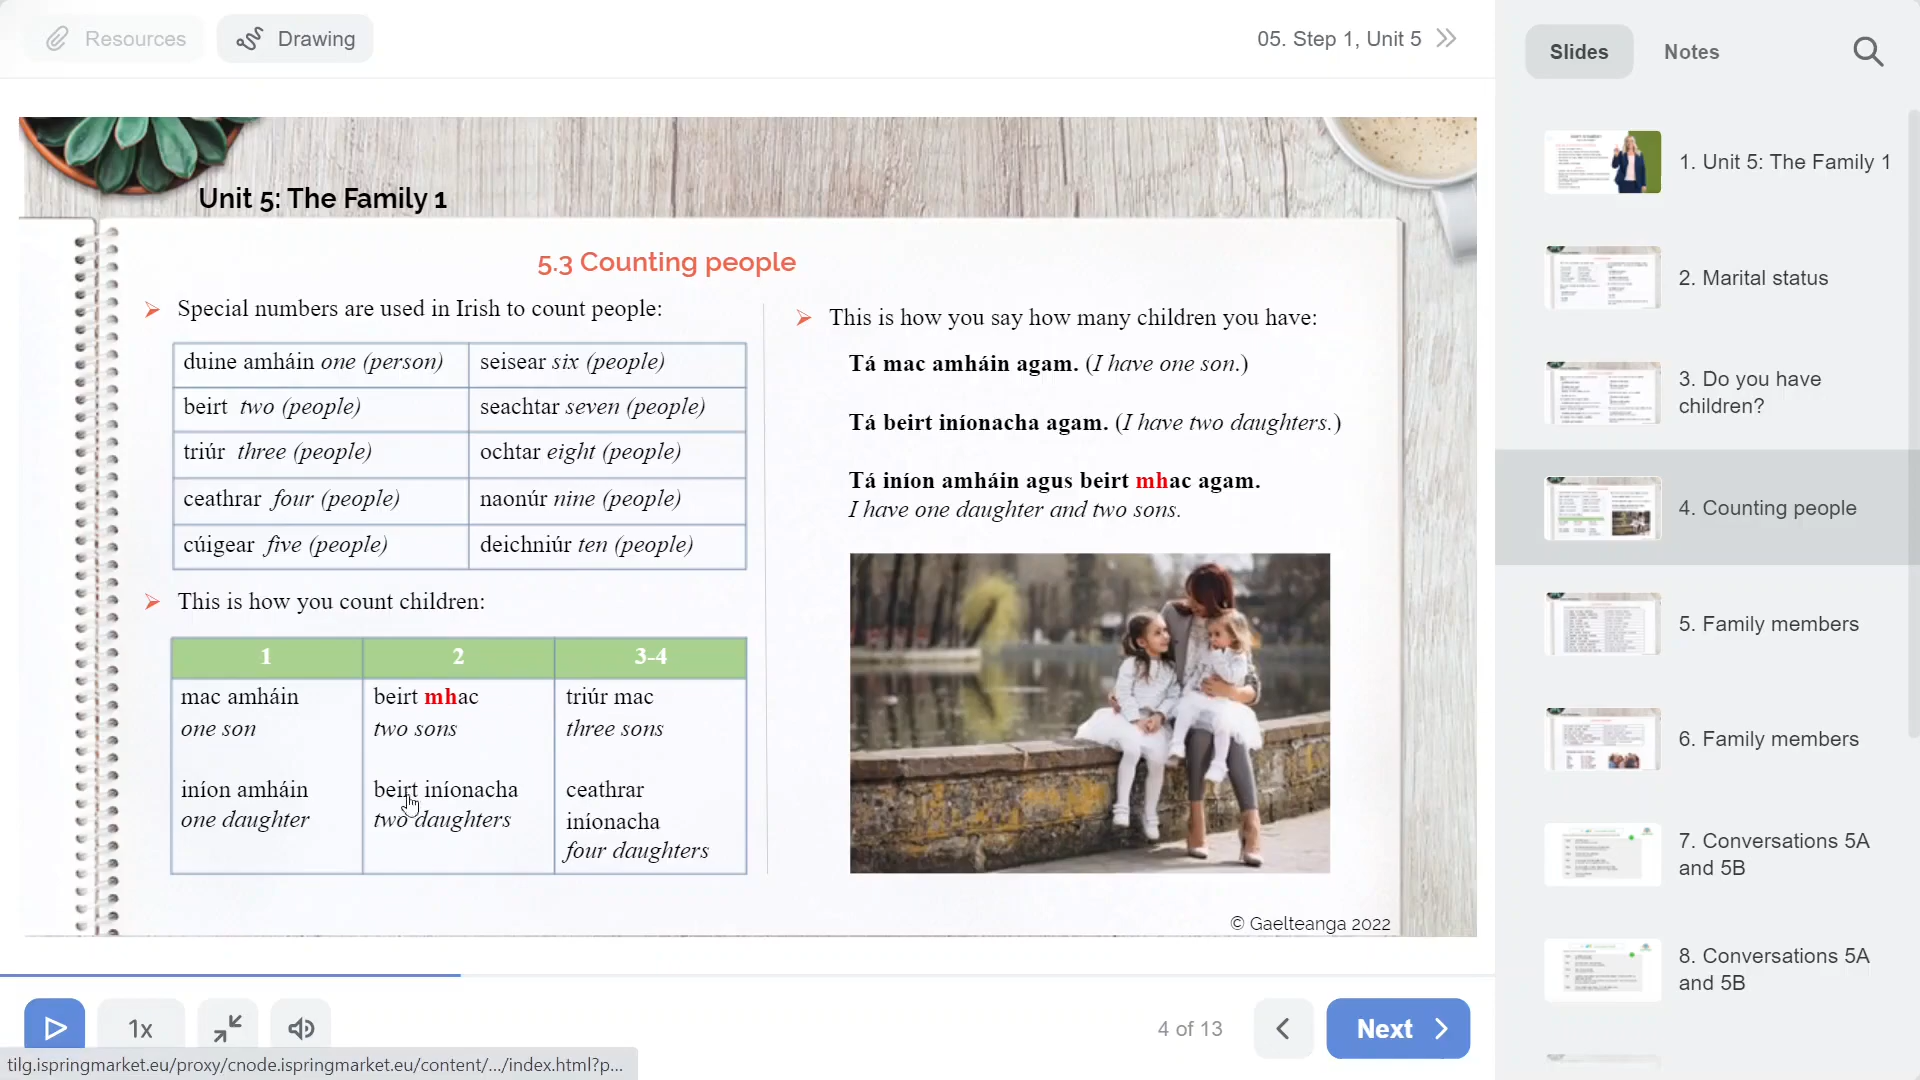 Resources
Drawing
05. Step 1, Unit 5
Unit 5: The Family 1
5.3 Counting people
Special numbers are used in Irish to count people:
duine amháin one (person)
seisear six (people)
beirt two (people)
seachtar seven (people)
triúr three (people)
ochtar eight (people)
ceathrar four (people)
naonúr nine (people)
cúigear five (people)
deichniúr ten (people)
This is how you count children:
1
2
3-4
mac amháin
one son
iníon amháin
one daughter
beirt mhac
two sons
beirt iníonacha
two daughters
triúr mac
three sons
ceathrar
iníonacha
four daughters
This is how you say how many children you have:
Tá mac amháin agam. (I have one son.)
Tá beirt iníonacha agam. (I have two daughters.)
Tá iníon amháin agus beirt mhac agam.
I have one daughter and two sons.
© Gaelteanga 2022
1x
4 of 13
Next
tilg.ispringmarket.eu/proxy/cnode.ispringmarket.eu/content/.../index.html?p...
Slides
Notes
1. Unit 5: The Family 1
2. Marital status
3. Do you have
children?
4. Counting people
5. Family members
6. Family members
7. Conversations 5A
and 5B
8. Conversations 5A
and 5B